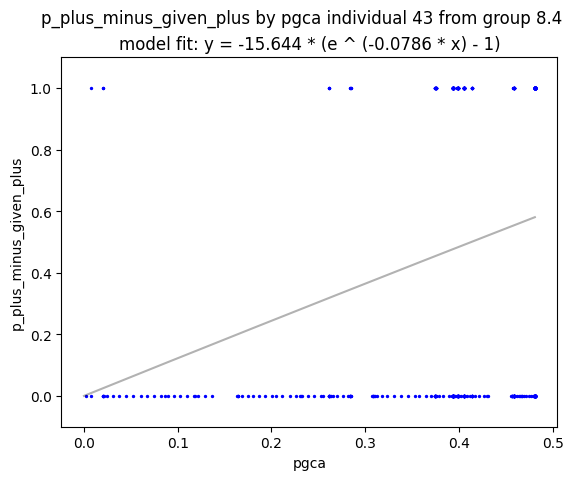 p_plus_minus_given_plus by pgca individual 43 from group 8.4
model fit: y = -15.644 * (e ^ (-0.0786 * x) - 1)
1.0
0.8
0.6
0.4
0.2
0.0
p_plus_minus_given_plus
0.0 0.1 0.2 0.3 0.4 0.5
pgca